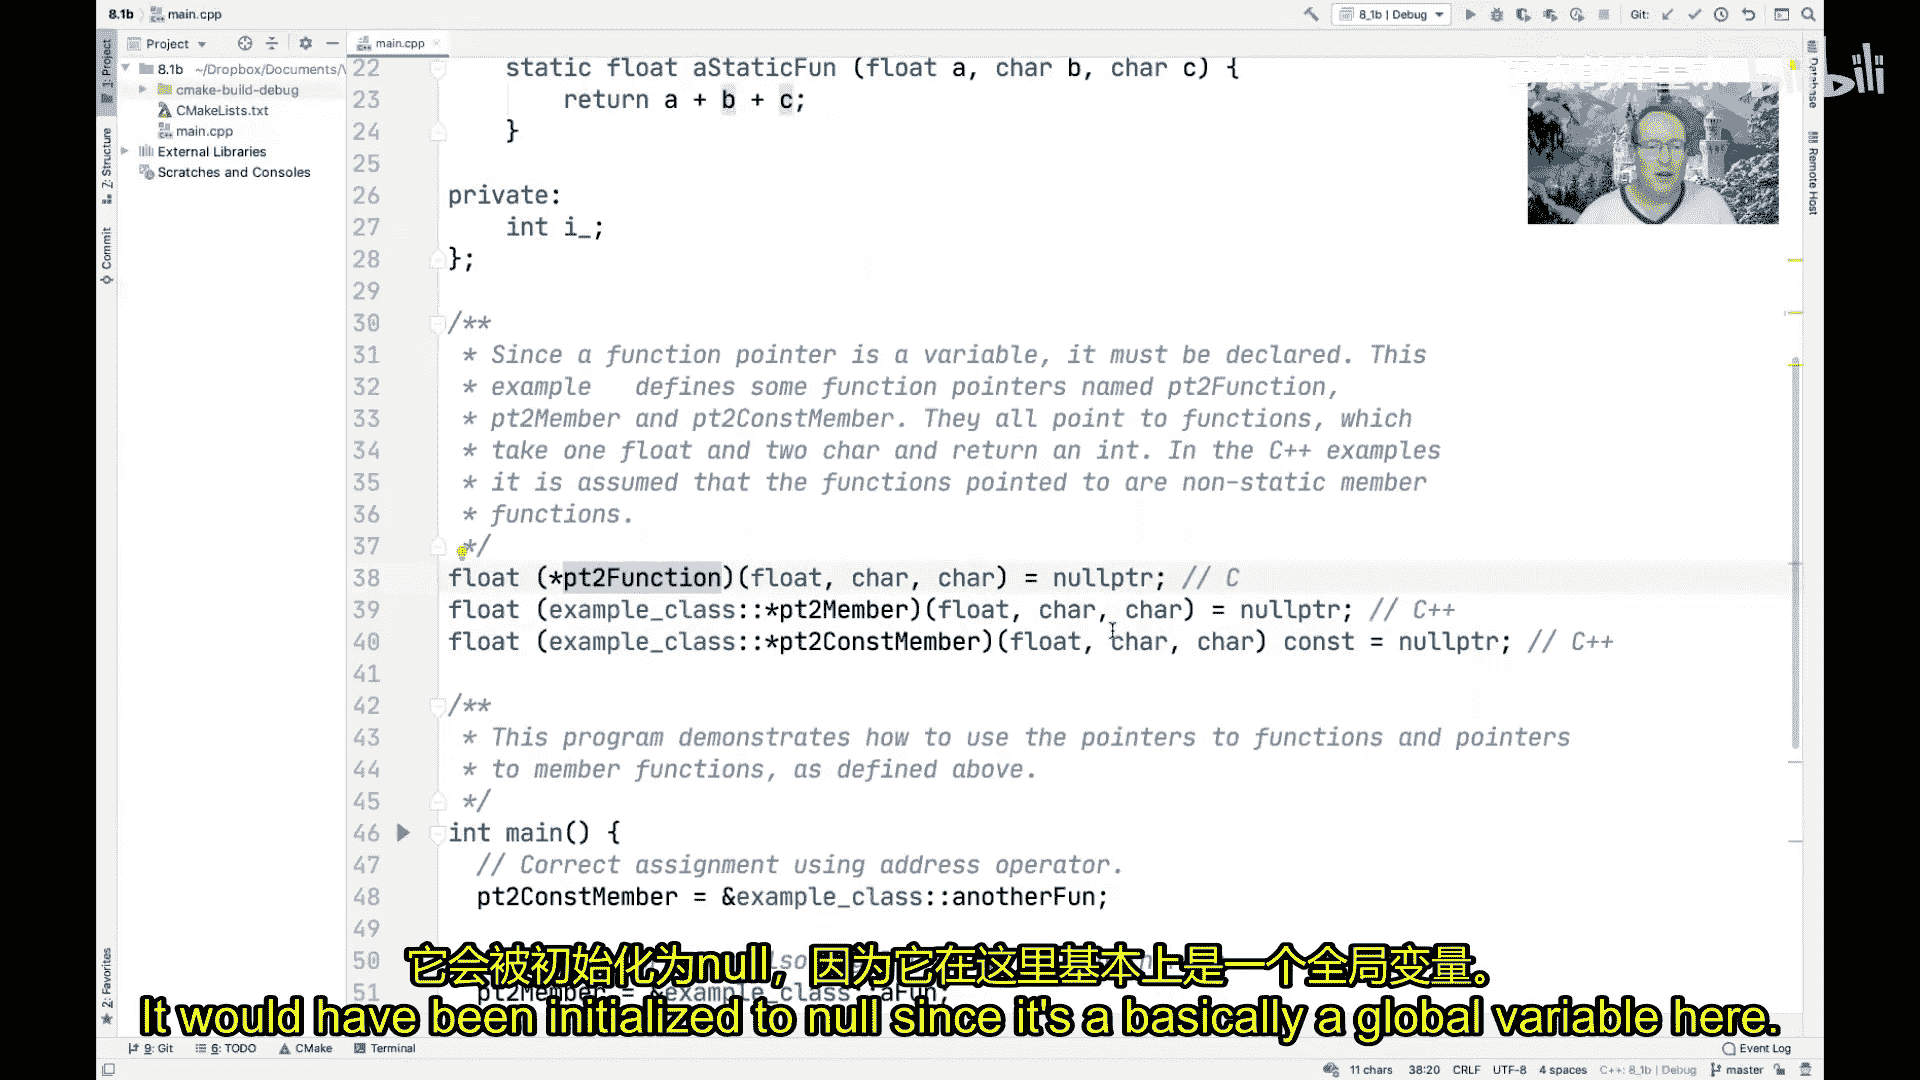 8.1b
main.cpp
8_1b | Debug
Git:
1: Project
Project
main.cpp
Database
8.1b ~/Dropbox/Documents/V
cmake-build-debug
CMakeLists.txt
main.cpp
External Libraries
Scratches and Consoles
Z: Structure
Commit
2: Favorites
Remote Host
bilibili
22 static float aStaticFun (float a, char b, char c) {
23 return a + b + c;
24 }
25
26 private:
27 int i_;
28 };
29
30 /**
31 * Since a function pointer is a variable, it must be declared. This
32 * example   defines some function pointers named pt2Function,
33 * pt2Member and pt2ConstMember. They all point to functions, which
34 * take one float and two char and return an int. In the C++ examples
35 * it is assumed that the functions pointed to are non-static member
36 * functions.
37 */
38 float (*pt2Function)(float, char, char) = nullptr; // C
39 float (example_class::*pt2Member)(float, char, char) = nullptr; // C++
40 float (example_class::*pt2ConstMember)(float, char, char) const = nullptr; // C++
41
42 /**
43 * This program demonstrates how to use the pointers to functions and pointers
44 * to member functions, as defined above.
45 */
46 int main() {
47 // Correct assignment using address operator.
48 pt2ConstMember = &example_class::anotherFun;
49
50
51 pt2Member = &example_class::aFun;
它会被初始化为null，因为它在这里基本上是一个全局变量。
It would have been initialized to null since it's a basically a global variable here.
9: Git
6: TODO
CMake
Terminal
Event Log
11 chars
38:20
CRLF
UTF-8
4 spaces
C++: 8_1b | Debug
master